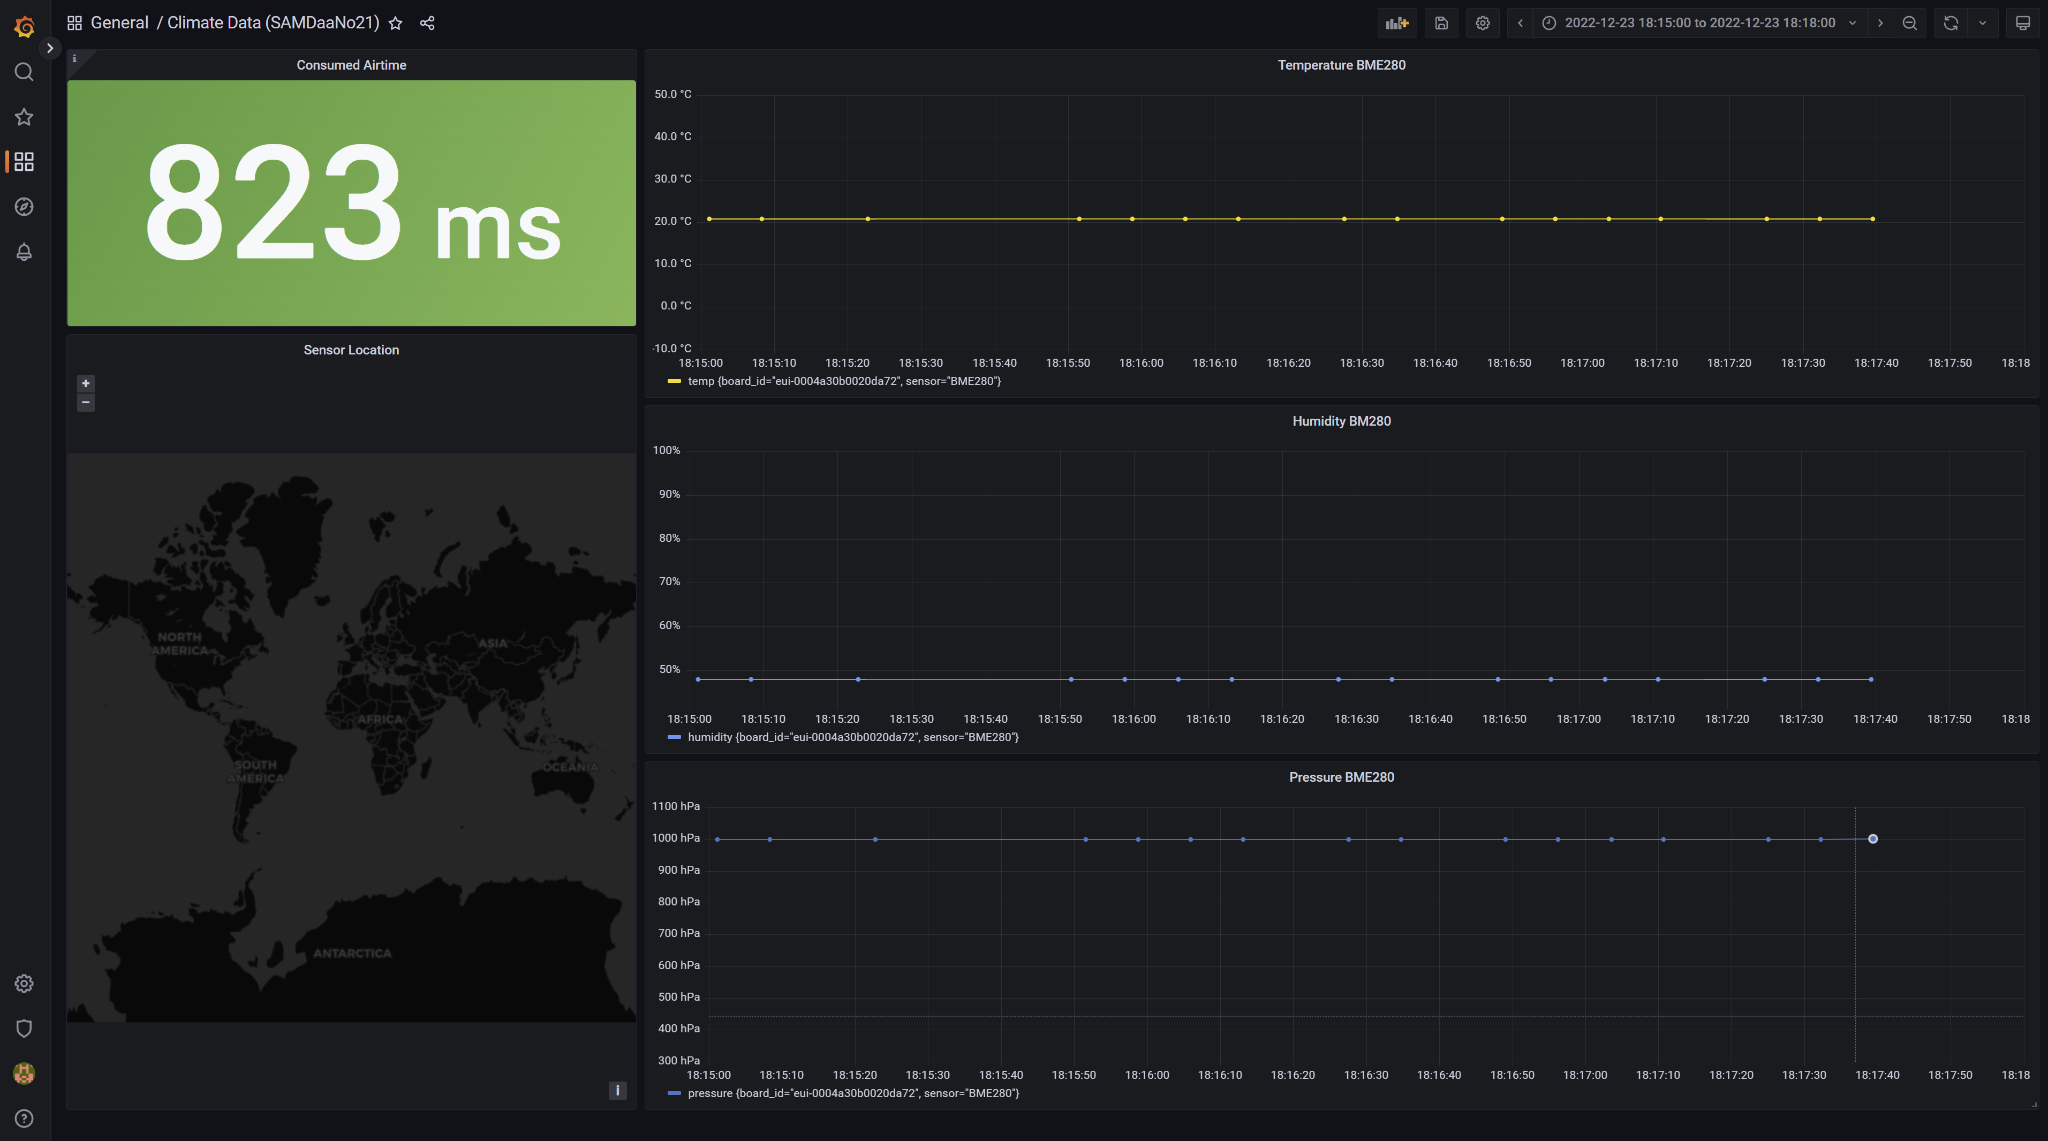 General / Climate Data (SAMDaaNo21)
2022-12-23 18:15:00 to 2022-12-23 18:18:00
i
Consumed Airtime
823 ms
Sensor Location
+
−
NORTH
AMERICA
ASIA
AFRICA
SOUTH
AMERICA
OCEANIA
ANTARCTICA
i
Temperature BME280
50.0 °C
40.0 °C
30.0 °C
20.0 °C
10.0 °C
0.0 °C
-10.0 °C
18:15:00 18:15:10 18:15:20 18:15:30 18:15:40 18:15:50 18:16:00 18:16:10 18:16:20 18:16:30 18:16:40 18:16:50 18:17:00 18:17:10 18:17:20 18:17:30 18:17:40 18:17:50 18:18
temp {board_id="eui-0004a30b0020da72", sensor="BME280"}
Humidity BM280
100%
90%
80%
70%
60%
50%
18:15:00 18:15:10 18:15:20 18:15:30 18:15:40 18:15:50 18:16:00 18:16:10 18:16:20 18:16:30 18:16:40 18:16:50 18:17:00 18:17:10 18:17:20 18:17:30 18:17:40 18:17:50 18:18
humidity {board_id="eui-0004a30b0020da72", sensor="BME280"}
Pressure BME280
1100 hPa
1000 hPa
900 hPa
800 hPa
700 hPa
600 hPa
500 hPa
400 hPa
300 hPa
18:15:00 18:15:10 18:15:20 18:15:30 18:15:40 18:15:50 18:16:00 18:16:10 18:16:20 18:16:30 18:16:40 18:16:50 18:17:00 18:17:10 18:17:20 18:17:30 18:17:40 18:17:50 18:18
pressure {board_id="eui-0004a30b0020da72", sensor="BME280"}